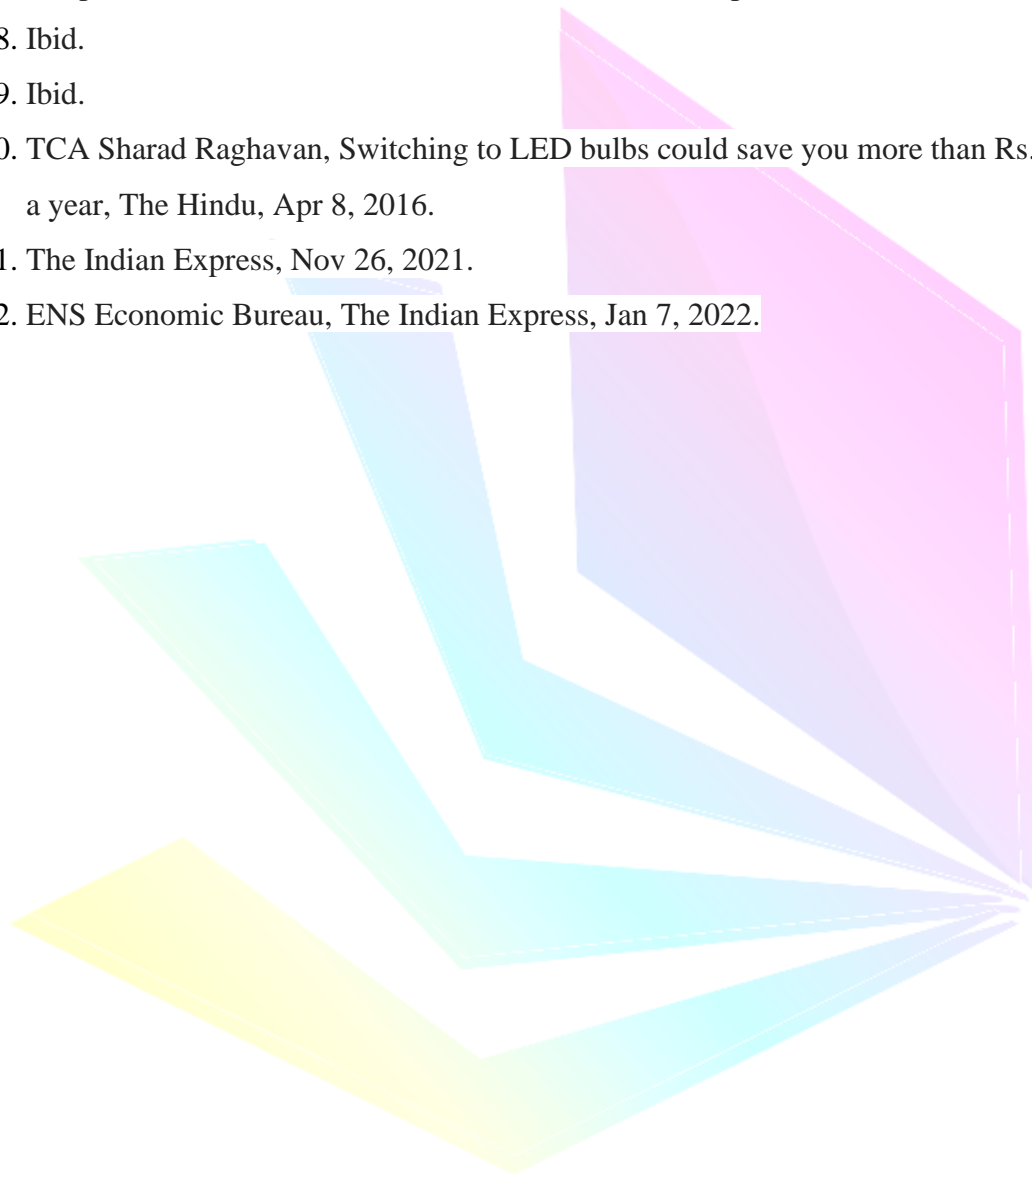 8. Ibid.
9. Ibid.
0. TCA Sharad Raghavan, Switching to LED bulbs could save you more than Rs.
a year, The Hindu, Apr 8, 2016.
1. The Indian Express, Nov 26, 2021.
2. ENS Economic Bureau, The Indian Express, Jan 7, 2022.